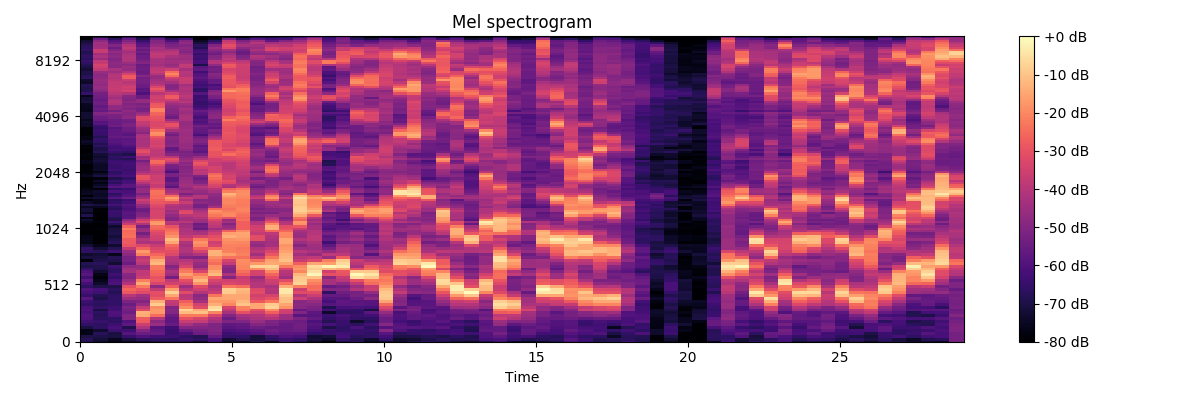 Mel spectrogram
8192
4096
2048
1024
512
0
Hz
0 5 10 15 20 25
Time
+0 dB
-10 dB
-20 dB
-30 dB
-40 dB
-50 dB
-60 dB
-70 dB
-80 dB